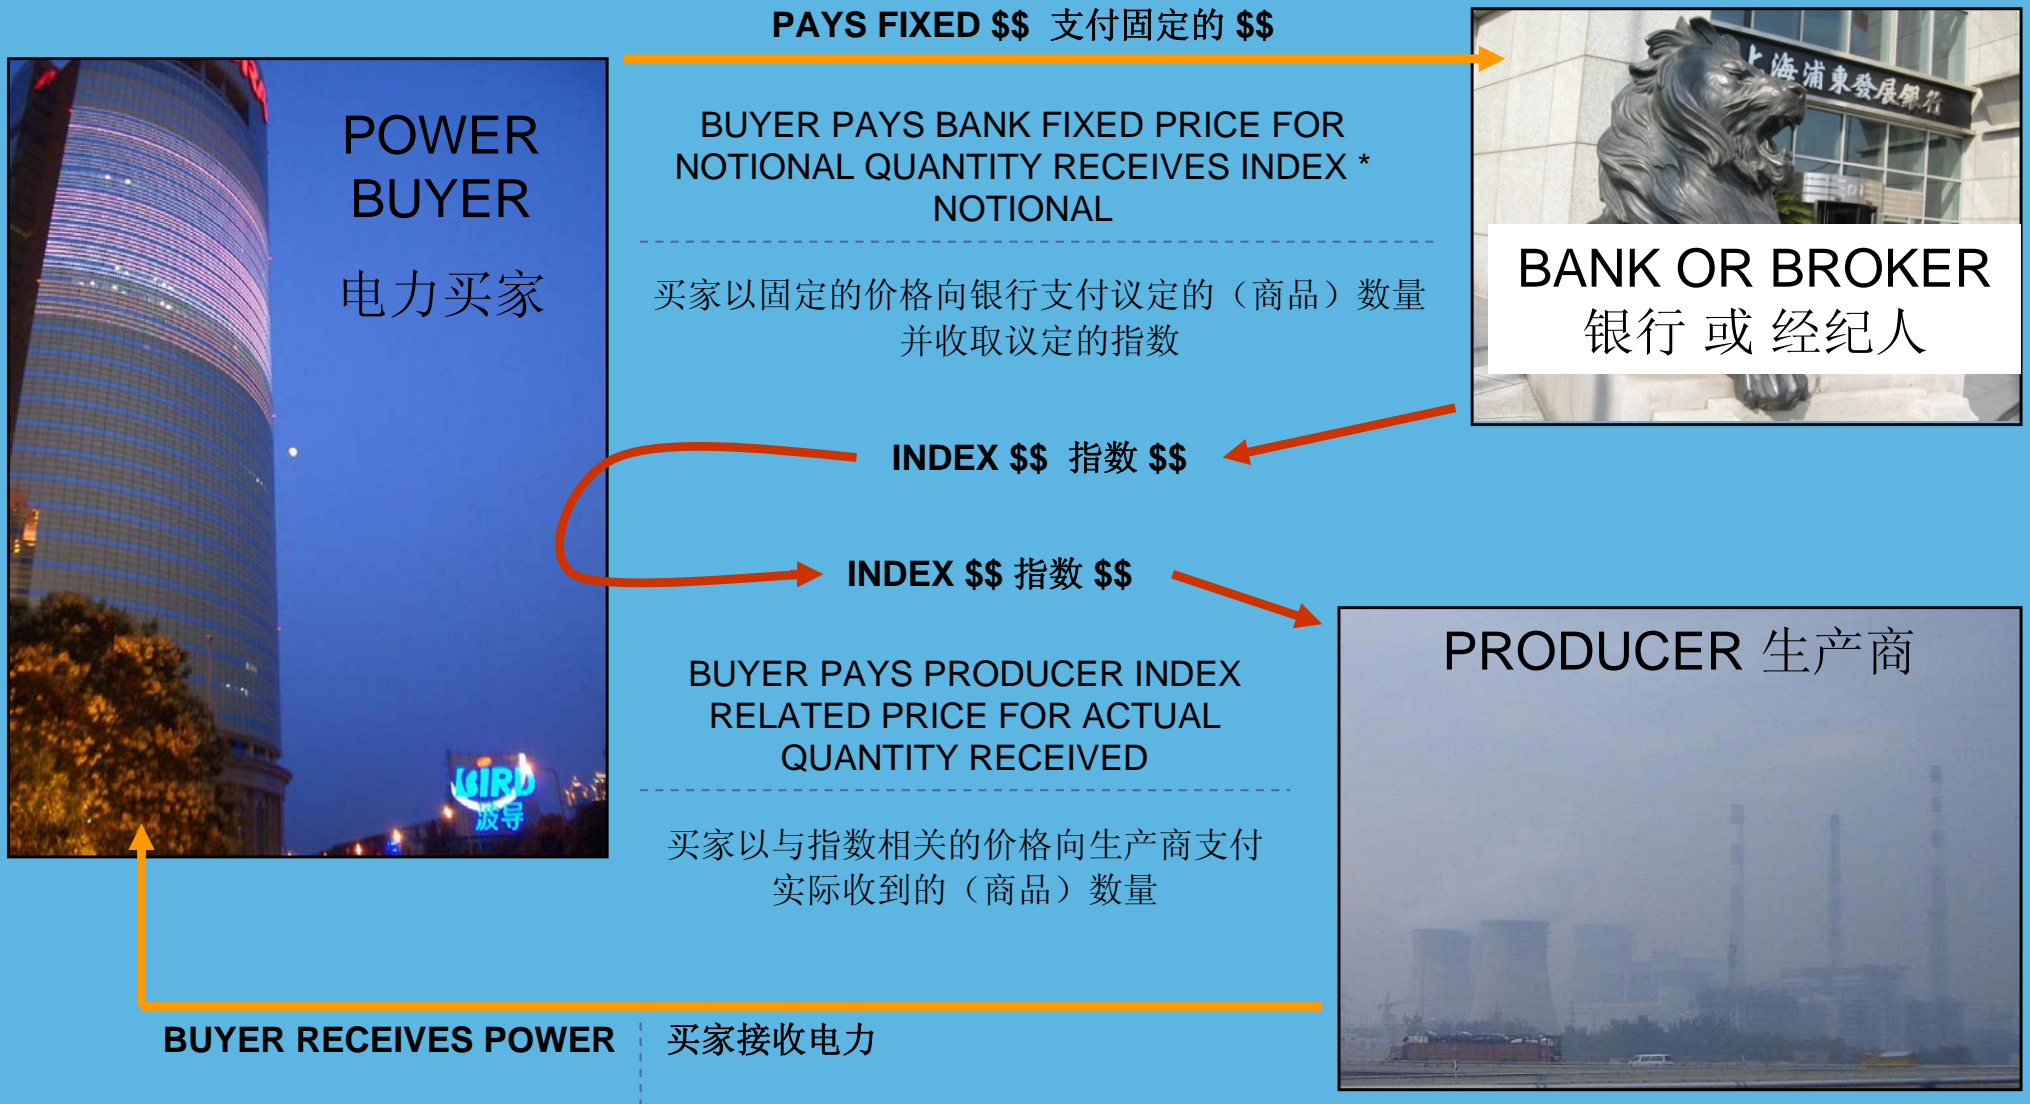 PAYS FIXED $$ 支付固定的 $$
POWER
BUYER
电力买家
BUYER PAYS BANK FIXED PRICE FOR
NOTIONAL QUANTITY RECEIVES INDEX *
NOTIONAL
买家以固定的价格向银行支付议定的（商品）数量
并收取议定的指数
上海浦東發展銀行
BANK OR BROKER
银行 或 经纪人
INDEX $$ 指数 $$
INDEX $$ 指数 $$
BUYER PAYS PRODUCER INDEX
RELATED PRICE FOR ACTUAL
QUANTITY RECEIVED
买家以与指数相关的价格向生产商支付
实际收到的（商品）数量
PRODUCER 生产商
BIRD
波导
BUYER RECEIVES POWER
买家接收电力